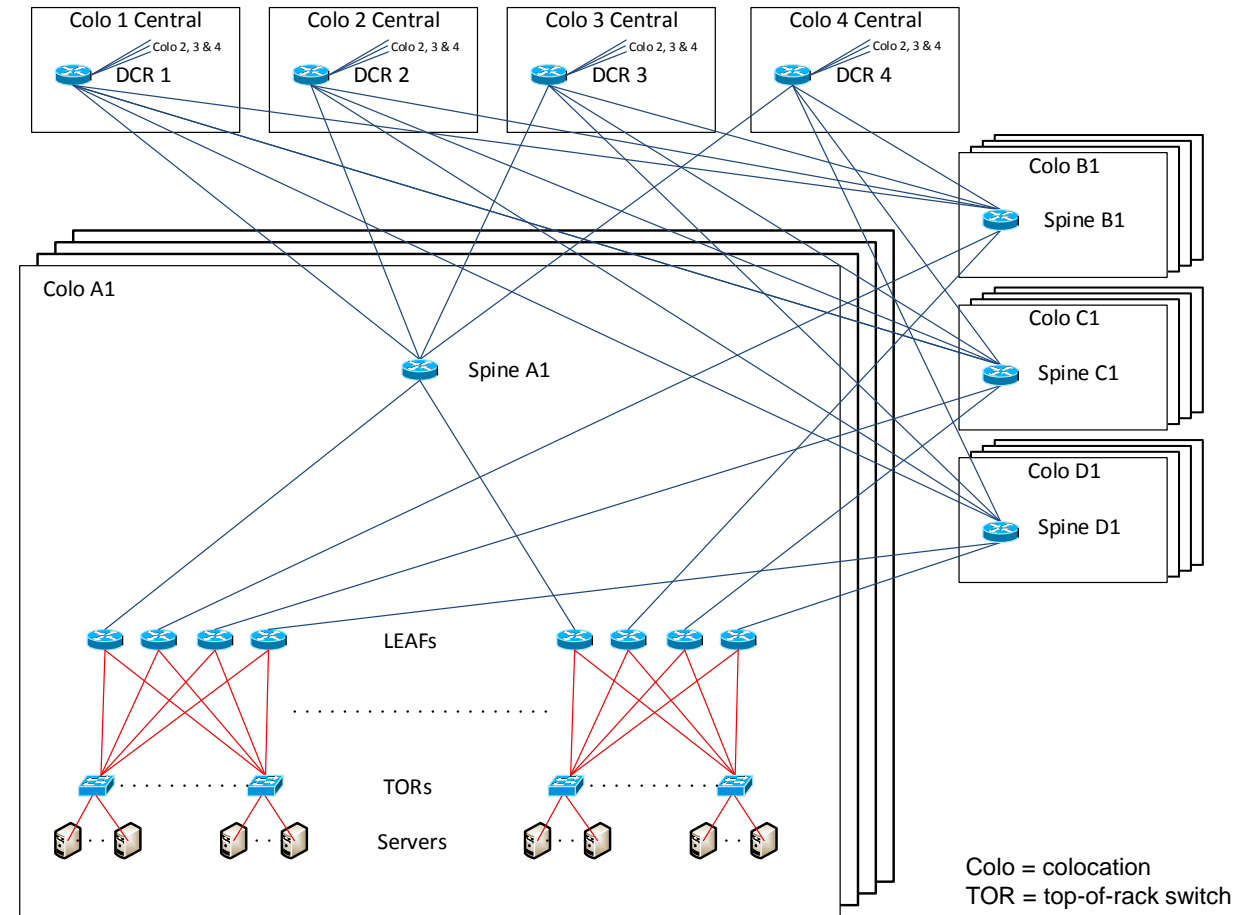 Colo 1 Central
Colo 2, 3 & 4
DCR 1
Colo 2 Central
Colo 2, 3 & 4
DCR 2
Colo 3 Central
Colo 2, 3 & 4
DCR 3
Colo 4 Central
Colo 2, 3 & 4
DCR 4
Colo B1
Spine B1
Colo A1
Colo C1
Spine A1
Spine C1
Colo D1
Spine D1
LEAFs
TORs
Servers
Colo = colocation
TOR = top-of-rack switch